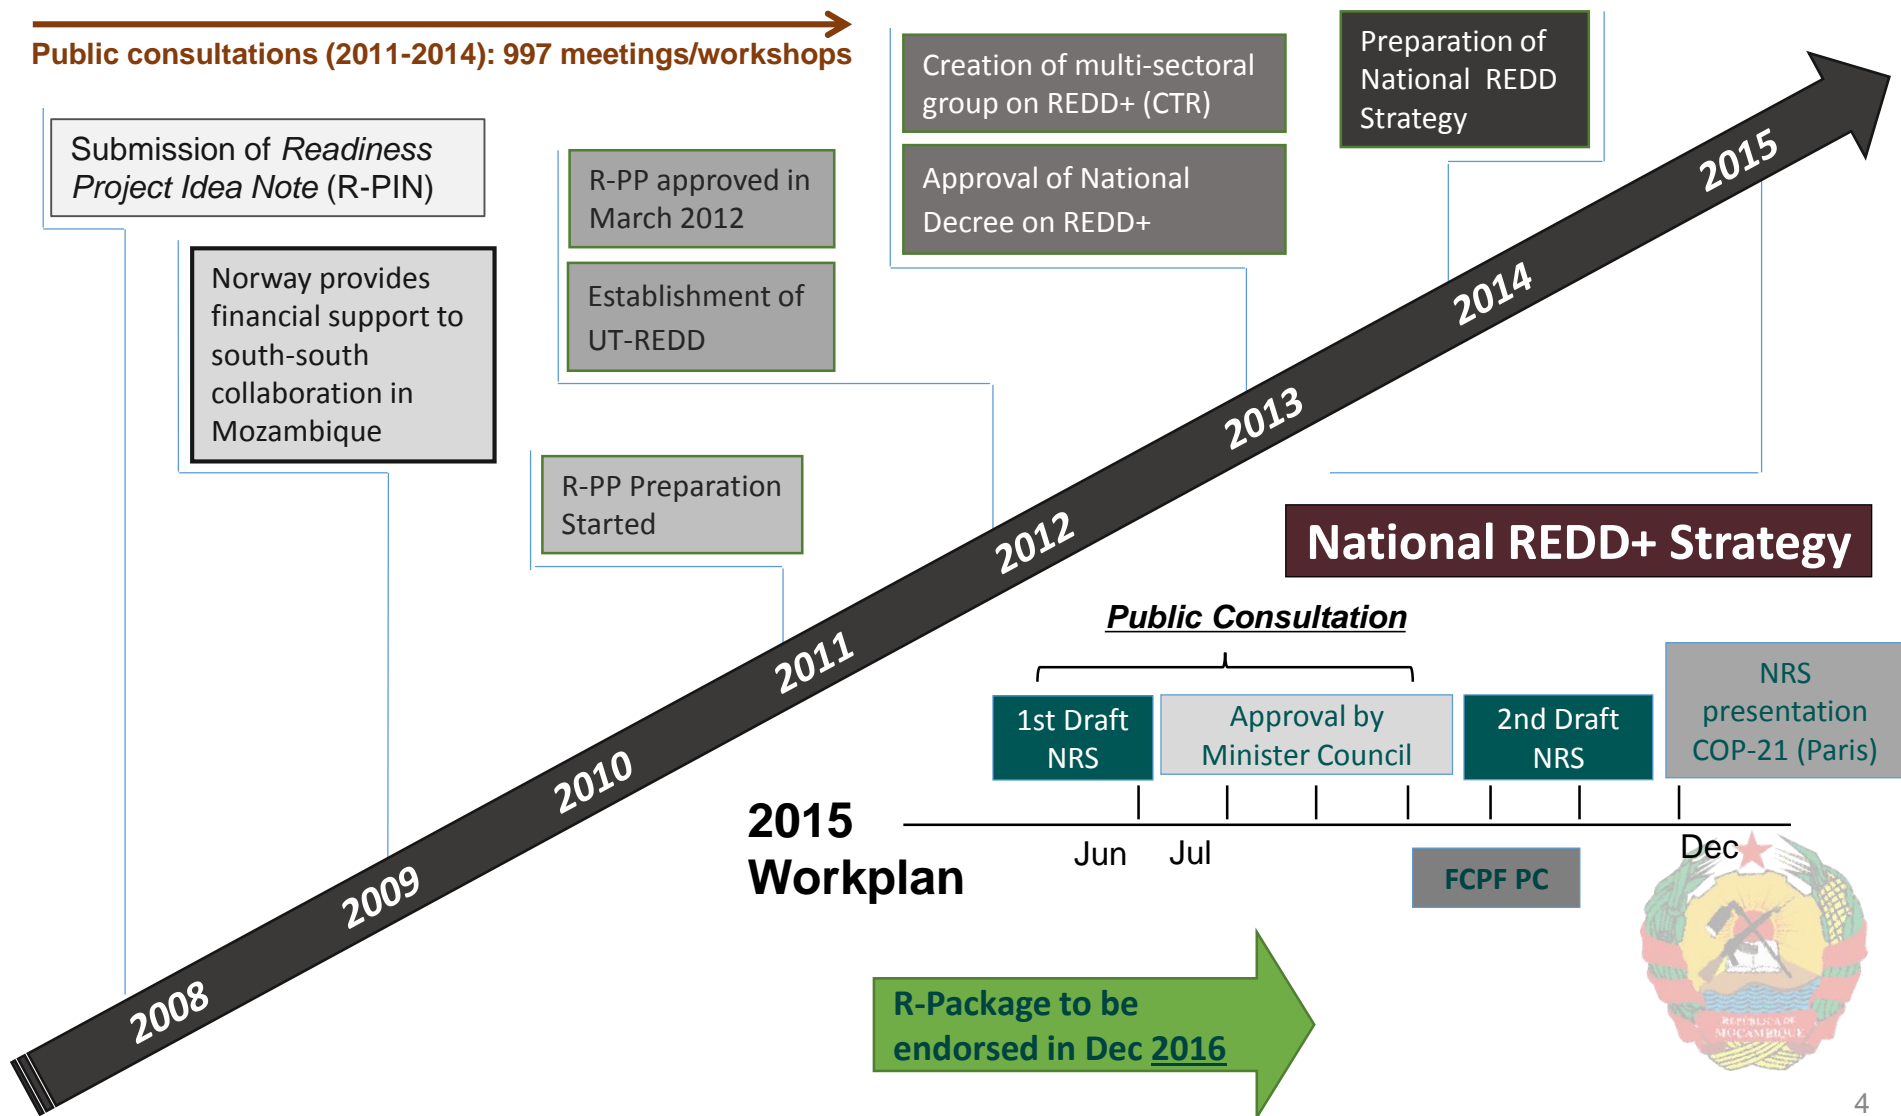 Public consultations (2011-2014): 997 meetings/workshops
Submission of Readiness
Project Idea Note (R-PIN)
Norway provides
financial support to
south-south
collaboration in
Mozambique
R-PP approved in
March 2012
Establishment of
UT-REDD
R-PP Preparation
Started
Creation of multi-sectoral
group on REDD+ (CTR)
Approval of National
Decree on REDD+
Preparation of
National REDD
Strategy
2008
2009
2010
2011
2012
2013
2014
2015
National REDD+ Strategy
Public Consultation
1st Draft
NRS
Approval by
Minister Council
2nd Draft
NRS
NRS
presentation
COP-21 (Paris)
2015
Workplan
Jun
Jul
Dec
FCPF PC
R-Package to be
endorsed in Dec 2016
REPUBLICA DE
MOÇAMBIQUE
4